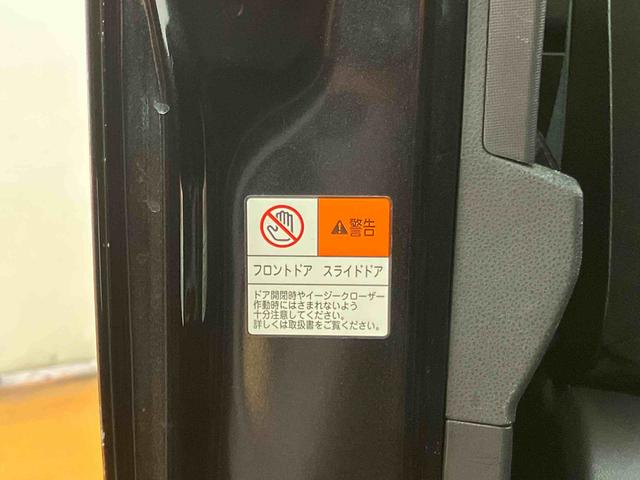 警告
フロントドア スライドドア
ドア開閉時やイージークローザー
作動時にはさまれないよう
十分注意してください。
詳しくは取扱書をご覧ください。